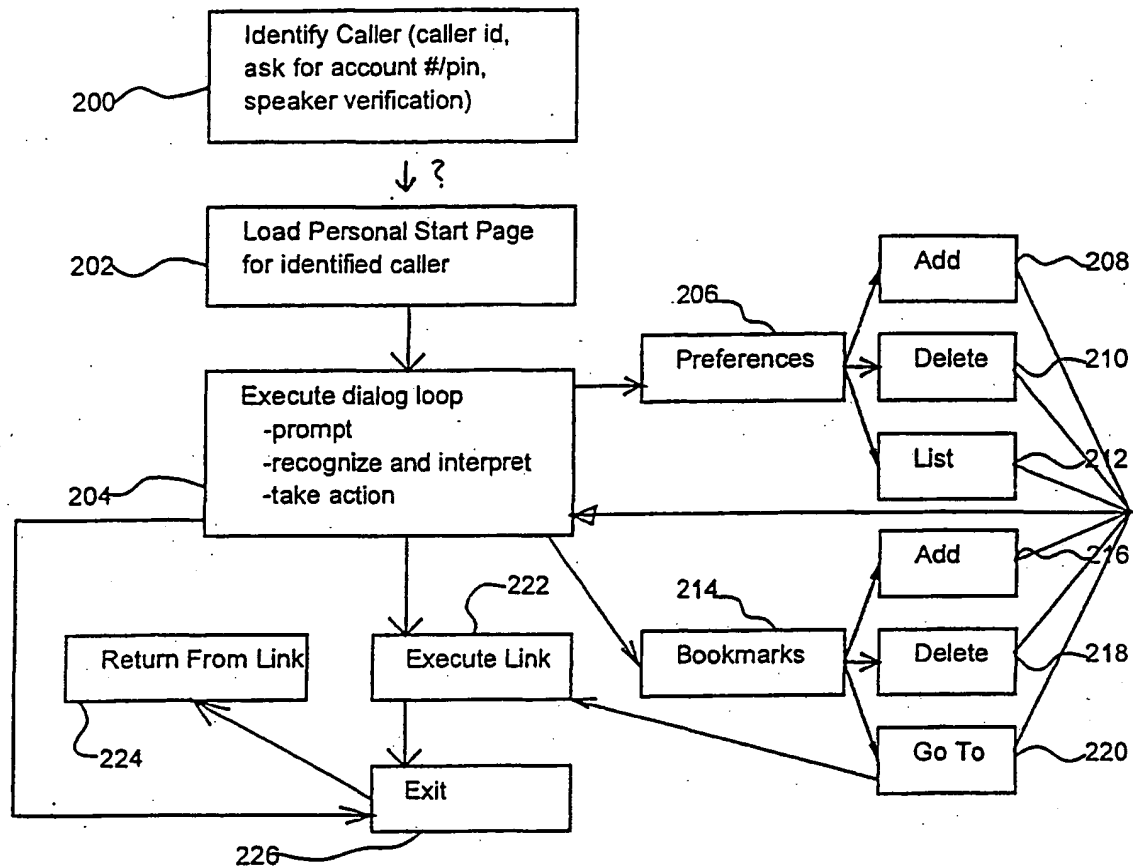 Identify Caller (caller id,
ask for account #/pin,
speaker verification)
200
?
Load Personal Start Page
for identified caller
202
Execute dialog loop
-prompt
-recognize and interpret
-take action
204
206
Preferences
Add
208
Delete
210
List
212
214
Bookmarks
Add
216
Delete
218
Go To
220
222
Execute Link
Return From Link
224
Exit
226